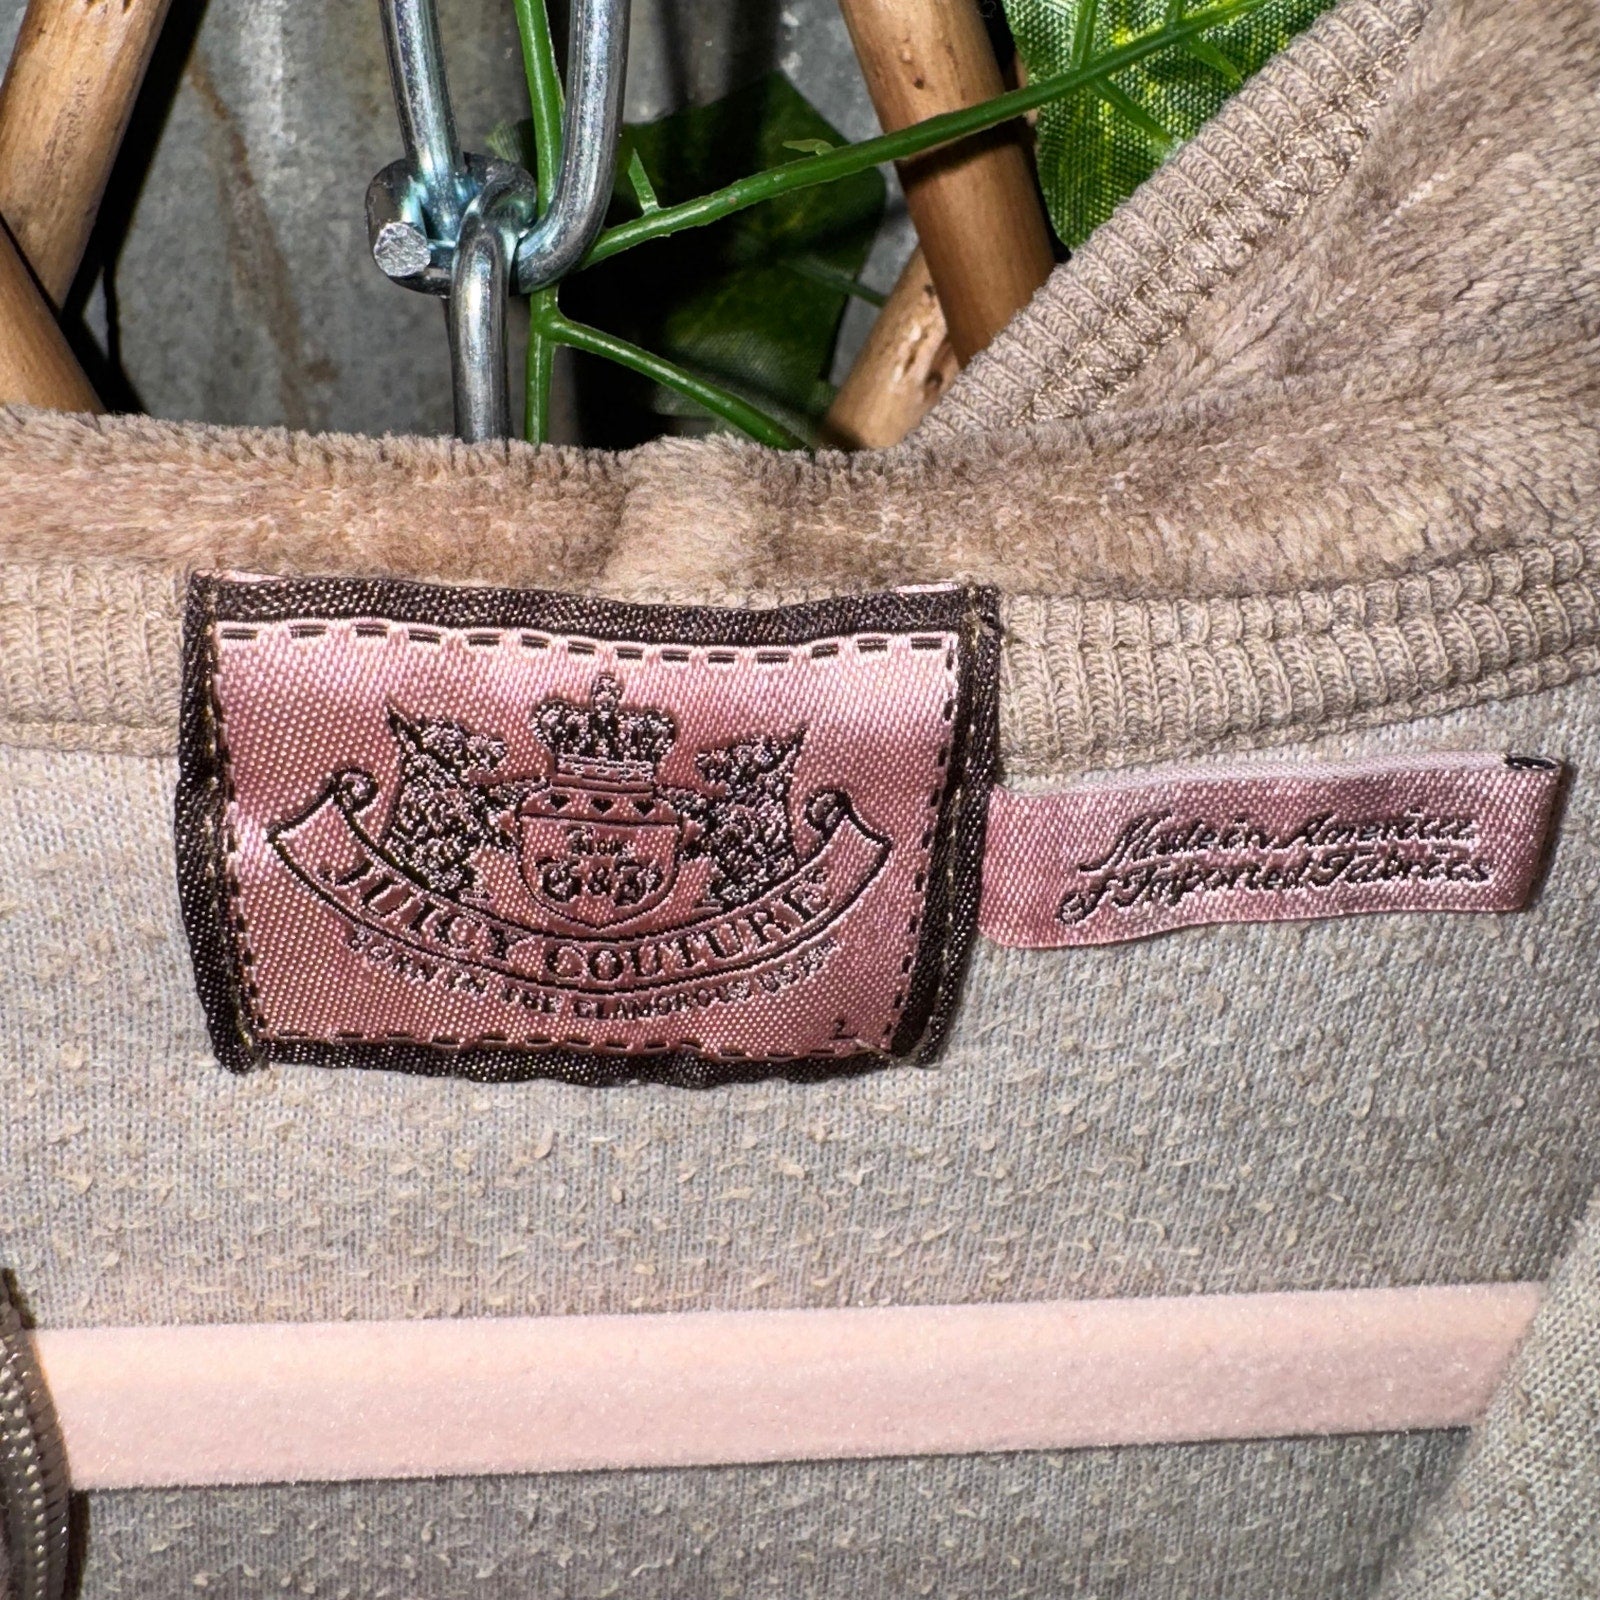 G&P
JUICY COUTURE
BORN IN THE GLAMOROUS USA
L
Made in America
of Imported Fabrics